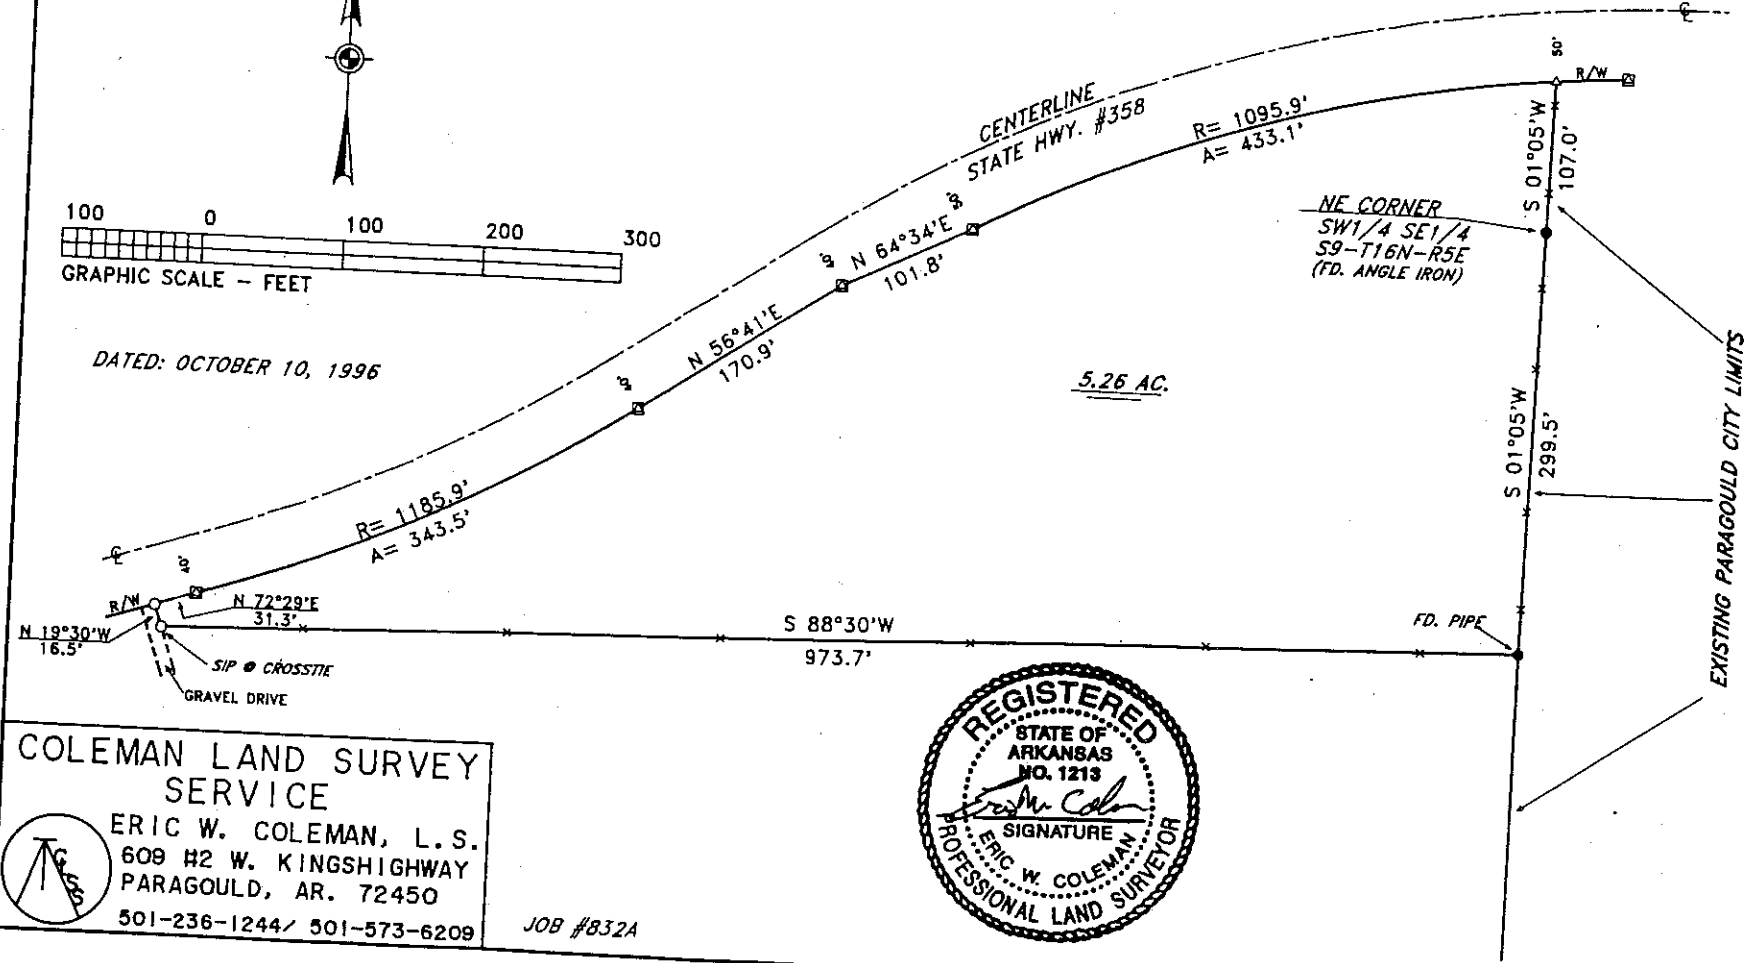 ℄
50'
R/W
CENTERLINE
STATE HWY. #358
R= 1095.9'
A= 433.1'
S 01°05'W
107.0'
100 0 100 200 300
GRAPHIC SCALE - FEET
NE CORNER
SW1/4 SE1/4
S9-T16N-R5E
(FD. ANGLE IRON)
N 64°34'E
101.8'
N 56°41'E
170.9'
DATED: OCTOBER 10, 1996
5.26 AC.
EXISTING PARAGOULD CITY LIMITS
S 01°05'W
299.5'
R= 1185.9'
A= 343.5'
℄
40'
R/W
N 72°29'E
31.3'
N 19°30'W
16.5'
S 88°30'W
973.7'
FD. PIPE
SIP @ CROSSTIE
GRAVEL DRIVE
COLEMAN LAND SURVEY
SERVICE
ERIC W. COLEMAN, L.S.
609 #2 W. KINGSHIGHWAY
PARAGOULD, AR. 72450
501-236-1244/ 501-573-6209
CLSS
JOB #832A
REGISTERED
STATE OF
ARKANSAS
NO. 1213
SIGNATURE
ERIC W. COLEMAN
PROFESSIONAL LAND SURVEYOR